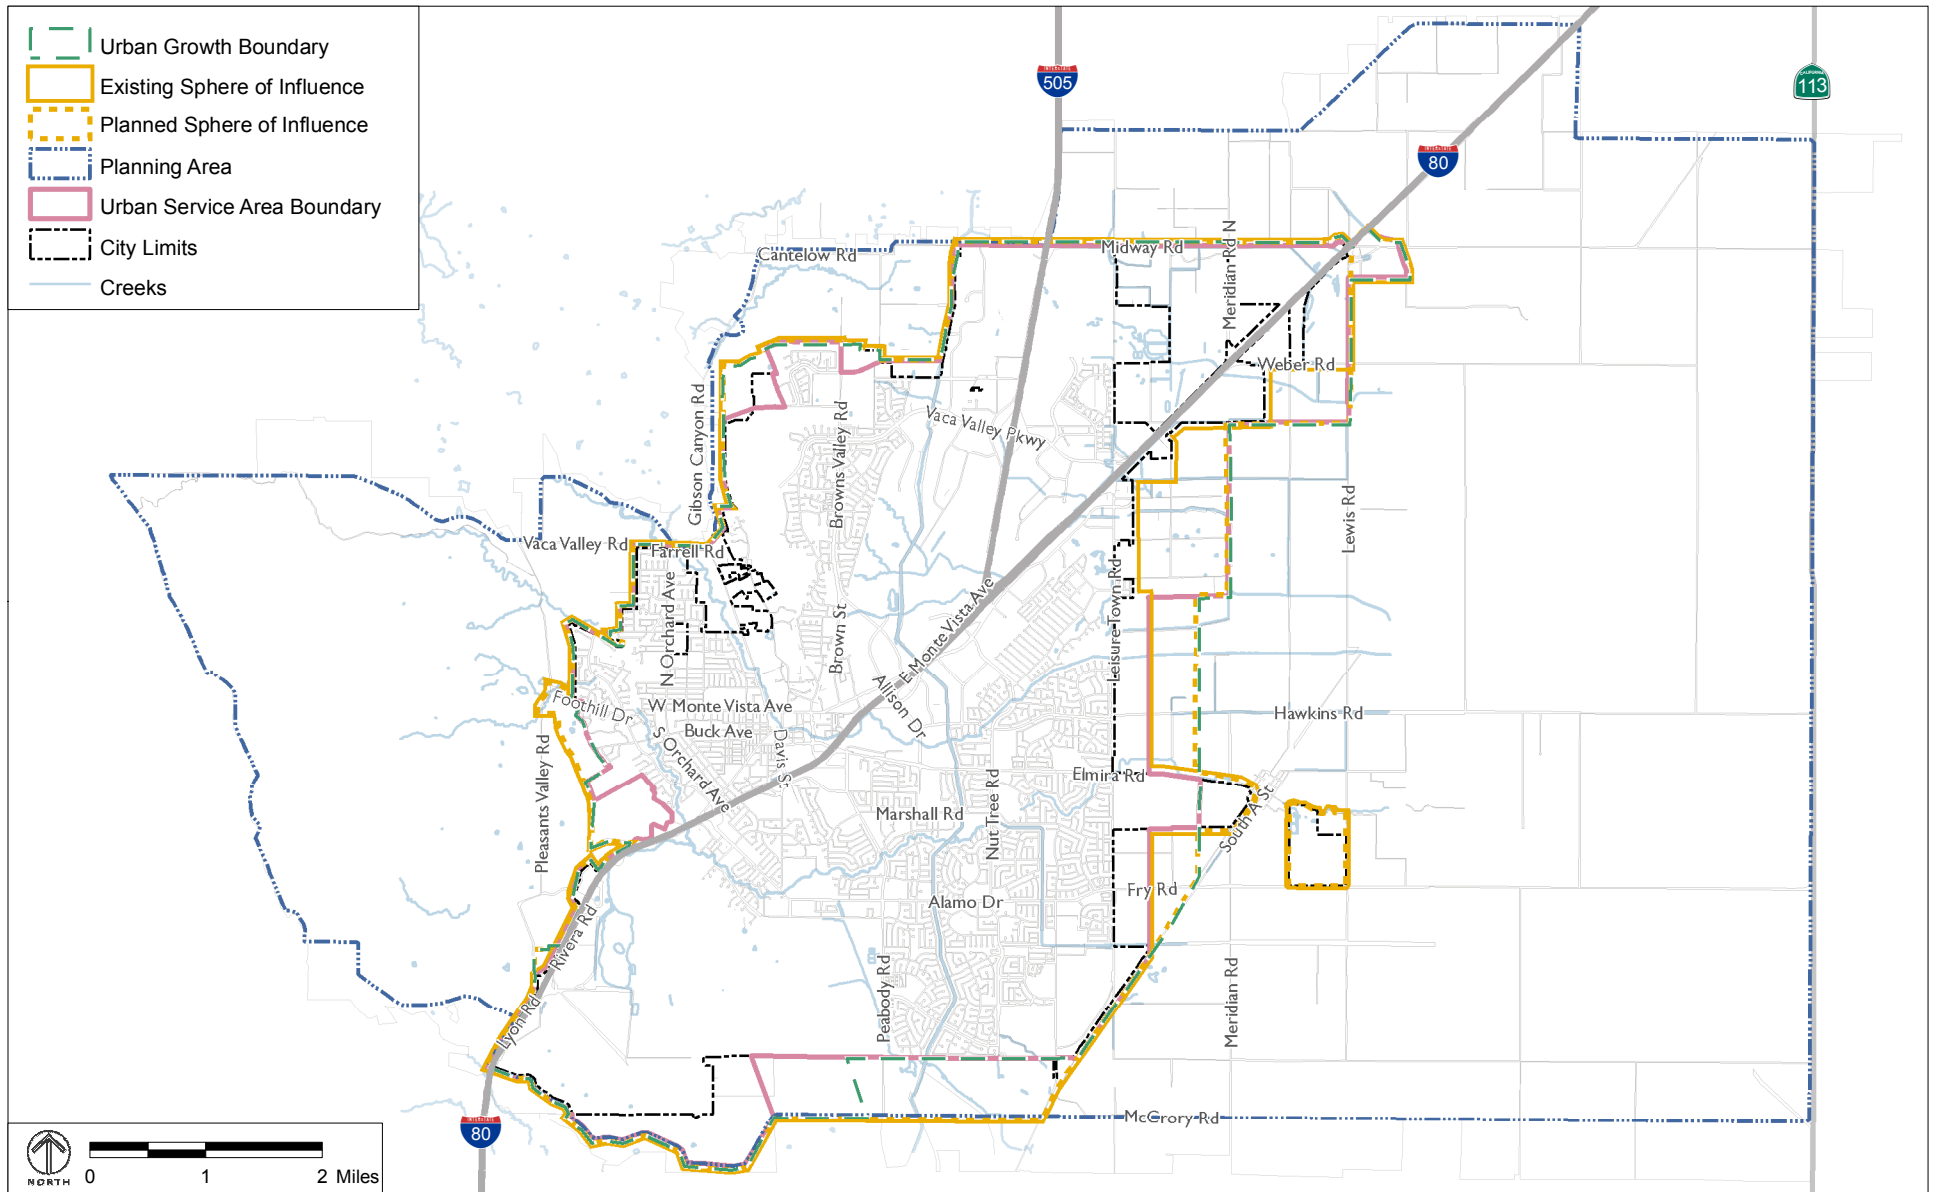 Urban Growth Boundary
Existing Sphere of Influence
Planned Sphere of Influence
Planning Area
Urban Service Area Boundary
City Limits
Creeks
INTERSTATE
505
CALIFORNIA
113
INTERSTATE
80
Cantelow Rd
Midway Rd
Meridian Rd N
Weber Rd
Gibson Canyon Rd
Browns Valley Rd
Vaca Valley Pkwy
Lewis Rd
Vaca Valley Rd
Farrell Rd
N Orchard Ave
Brown St
E Monte Vista Ave
Leisure Town Rd
Foothill Dr
W Monte Vista Ave
Buck Ave
Allison Dr
Hawkins Rd
S Orchard Ave
Davis St
Pleasants Valley Rd
Elmira Rd
Nut Tree Rd
Marshall Rd
South A St
Fry Rd
Alamo Dr
Rivera Rd
Peabody Rd
Meridian Rd
Lyon Rd
McCrory Rd
INTERSTATE
80
NORTH
0 1 2 Miles